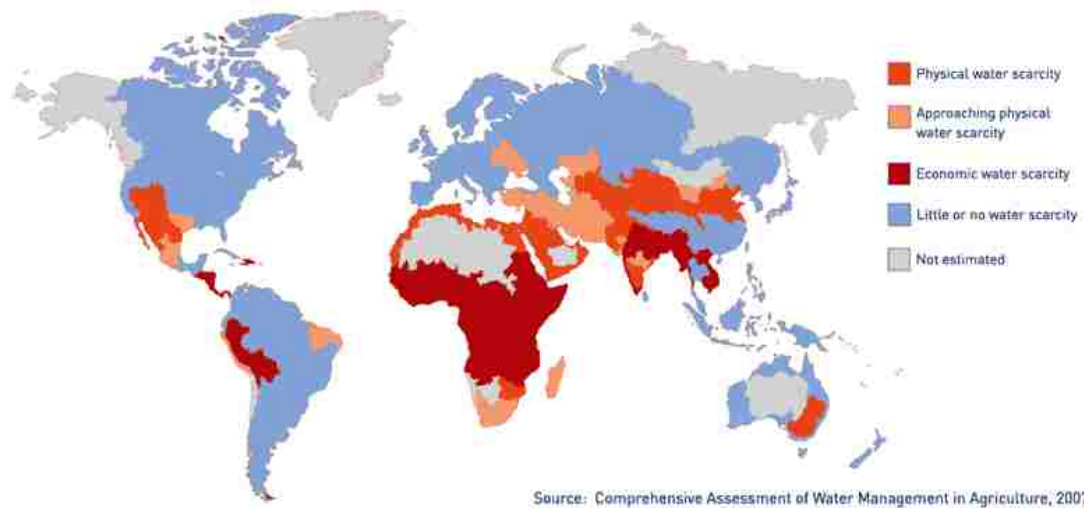 Physical water scarcity
Approaching physical
water scarcity
Economic water scarcity
Little or no water scarcity
Not estimated
Source: Comprehensive Assessment of Water Management in Agriculture,